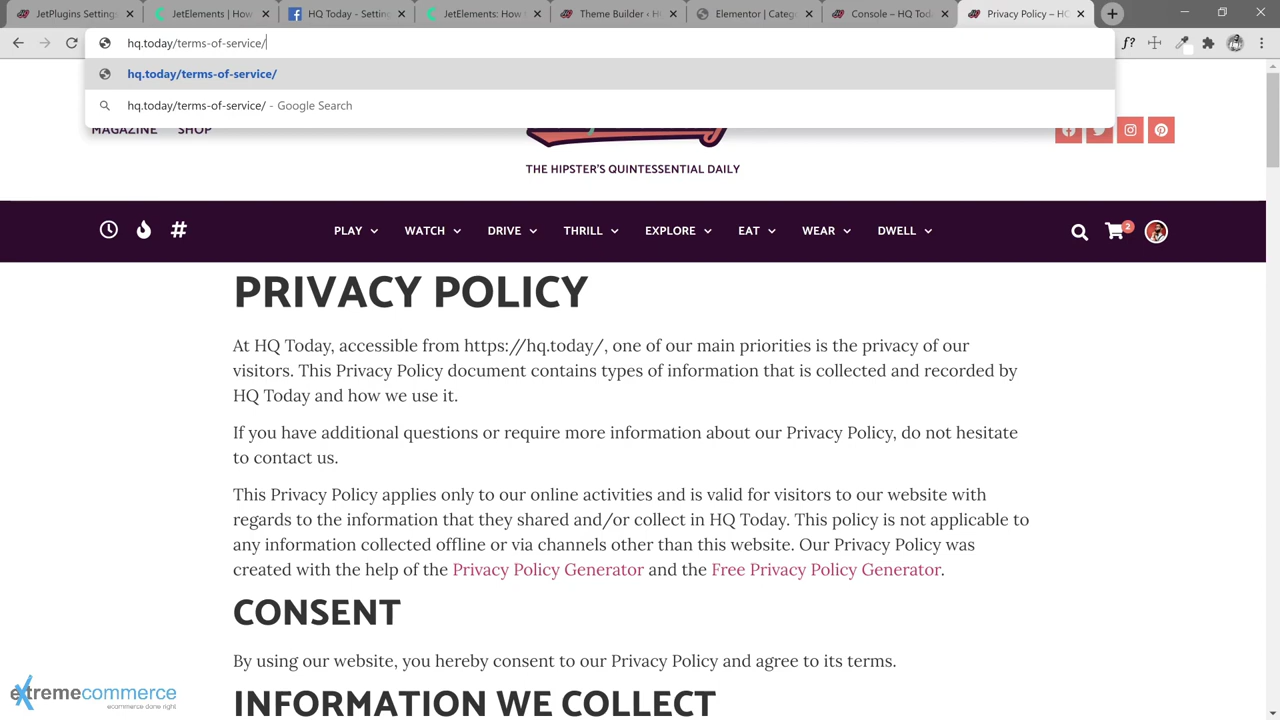 JetPlugins Setting:
JetElements | How
HQ Today - Setting
JetElements: How
Theme Builder ‹ H
Elementor | Categ
Console – HQ Tod
Privacy Policy – HC
hq.today/terms-of-service/
f?
hq.today/terms-of-service/
hq.today/terms-of-service/ - Google Search
MAGAZINE SHOP
THE HIPSTER'S QUINTESSENTIAL DAILY
PLAY WATCH DRIVE THRILL EXPLORE EAT WEAR DWELL
2
PRIVACY POLICY
At HQ Today, accessible from https://hq.today/, one of our main priorities is the privacy of our
visitors. This Privacy Policy document contains types of information that is collected and recorded by
HQ Today and how we use it.
If you have additional questions or require more information about our Privacy Policy, do not hesitate
to contact us.
This Privacy Policy applies only to our online activities and is valid for visitors to our website with
regards to the information that they shared and/or collect in HQ Today. This policy is not applicable to
any information collected offline or via channels other than this website. Our Privacy Policy was
created with the help of the Privacy Policy Generator and the Free Privacy Policy Generator.
CONSENT
By using our website, you hereby consent to our Privacy Policy and agree to its terms.
INFORMATION WE COLLECT
extremecommerce
ecommerce done right